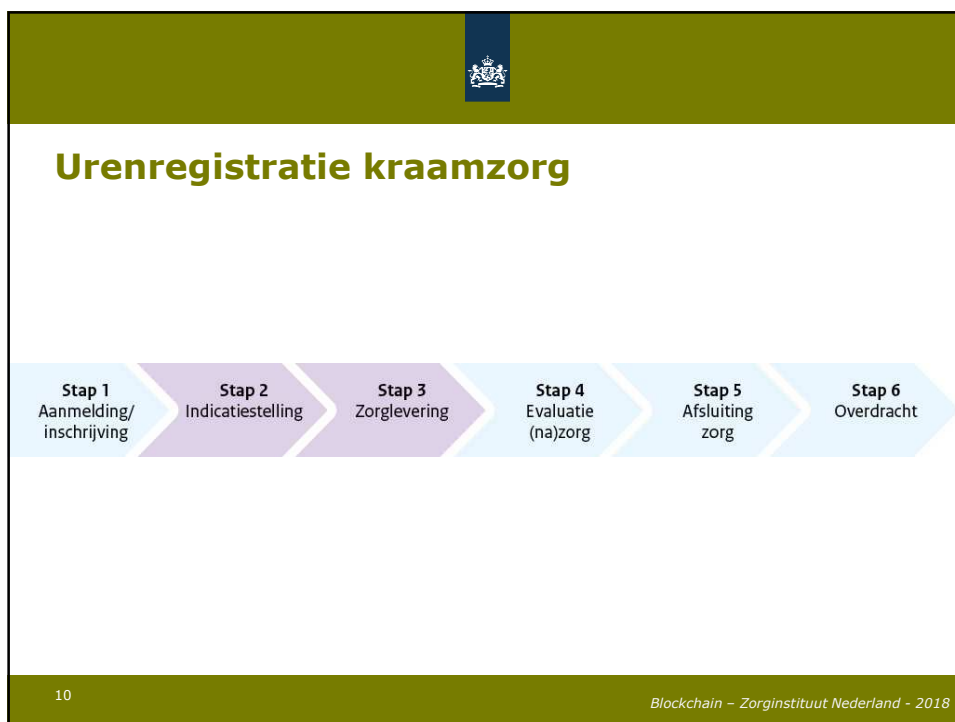 Urenregistratie kraamzorg
Stap 1
Aanmelding/
inschrijving
Stap 2
Indicatiestelling
Stap 3
Zorglevering
Stap 4
Evaluatie
(na)zorg
Stap 5
Afsluiting
zorg
Stap 6
Overdracht
10
Blockchain – Zorginstituut Nederland - 2018